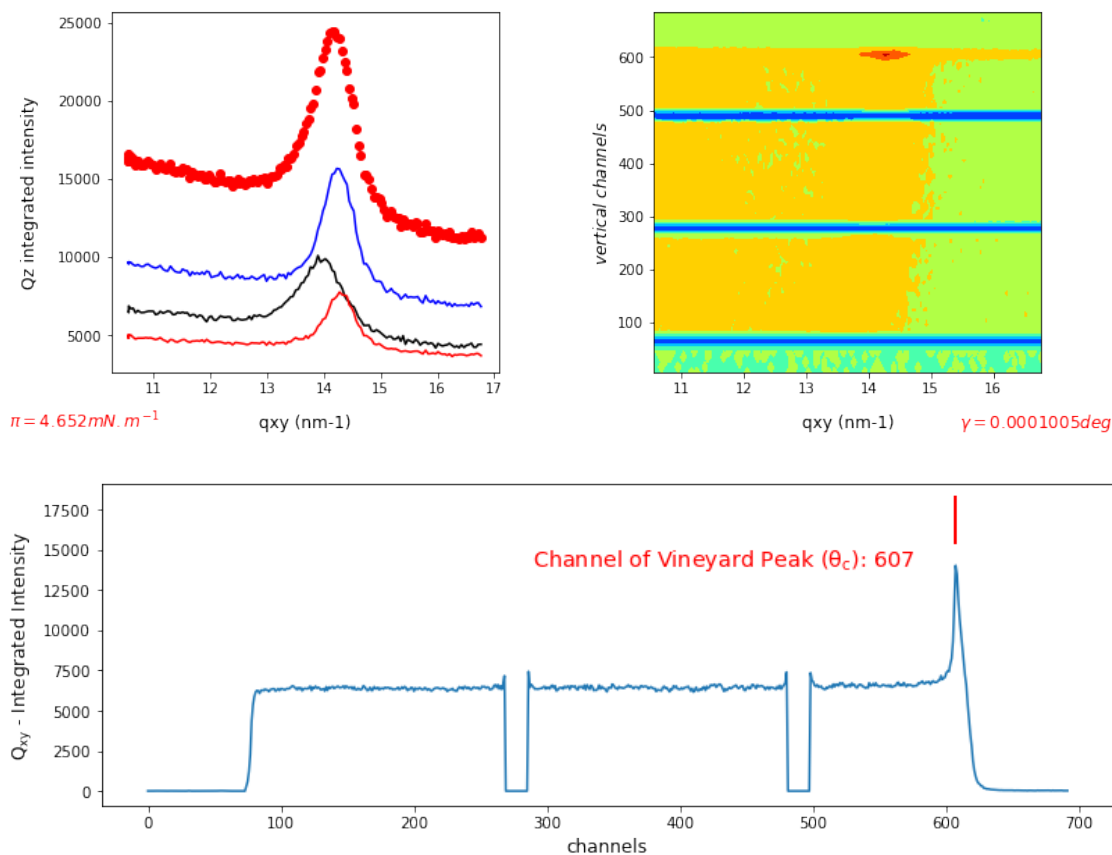 25000
20000
15000
10000
5000
Qz integrated intensity
11 12 13 14 15 16 17
qxy (nm-1)
π = 4.652mN.m⁻¹
600
500
400
300
200
100
vertical channels
11 12 13 14 15 16
qxy (nm-1)
γ = 0.0001005deg
17500
15000
12500
10000
7500
5000
2500
0
Qxy - Integrated Intensity
Channel of Vineyard Peak (θc): 607
0 100 200 300 400 500 600 700
channels